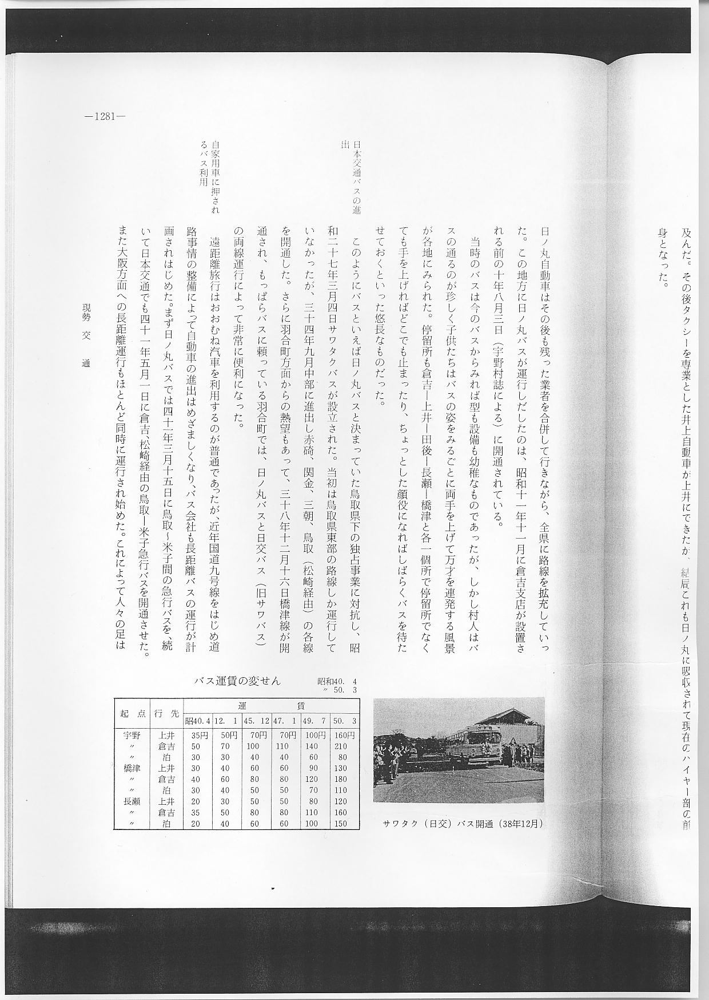 及んだ。その後タクシーを専業とした井上自動車が上井にできたが、結局これも日ノ丸に吸収されて現在のハイヤー部の前
身となった。
日ノ丸自動車はその後も残った業者を合併して行きながら、全県に路線を拡充していっ
た。この地方に日ノ丸バスが運行しだしたのは、昭和十一年十一月に倉吉支店が設置さ
れる前の十年八月三日（宇野村誌による）に開通されている。
当時のバスは今のバスからみれば型も設備も幼稚なものであったが、しかし村人はバ
スの通るのが珍しく子供たちはバスの姿をみるごとに両手を上げて万才を連発する風景
が各地にみられた。停留所も倉吉―上井―田後―長瀬―橋津と各一個所で停留所でなく
ても手を上げればどこでも止まったり、ちょっとした顔役になればしばらくバスを待た
せておくといった悠長なものだった。
日本交通バスの進
出
このようにバスといえば日ノ丸バスと決まっていた鳥取県下の独占事業に対抗し、昭
和二十七年三月四日サワタクバスが設立された。当初は鳥取県東部の路線しか運行して
いなかったが、三十四年九月中部に進出し赤碕、関金、三朝、鳥取（松崎経由）の各線
を開通した。さらに羽合町方面からの熱望もあって、三十八年十二月十六日橋津線が開
通され、もっぱらバスに頼っている羽合町では、日ノ丸バスと日交バス（旧サワバス）
の両線運行によって非常に便利になった。
自家用車に押され
るバス利用
遠距離旅行はおおむね汽車を利用するのが普通であったが、近年国道九号線をはじめ道
路事情の整備によって自動車の進出はめざましくなり、バス会社も長距離バスの運行が計
画されはじめた。まず日ノ丸バスでは四十一年三月十五日に鳥取～米子間の急行バスを、続
いて日本交通でも四十一年五月一日に倉吉、松崎経由の鳥取―米子急行バスを開通させた。
また大阪方面への長距離運行もほとんど同時に運行され始めた。これによって人々の足は
サワタク（日交）バス開通（38年12月）
バス運賃の変せん
昭和40. 4
〃 50. 3
起 点 行 先 運 賃
昭40. 4 12. 1 45. 12 47. 1 49. 7 50. 3
宇野 上井 35円 50円 70円 70円 100円 160円
〃 倉吉 50 70 100 110 140 210
〃 泊 30 30 40 40 60 80
橋津 上井 30 40 60 60 90 130
〃 倉吉 40 60 80 80 120 180
〃 泊 30 40 50 50 70 110
長瀬 上井 20 30 50 50 80 120
〃 倉吉 35 50 80 80 110 160
〃 泊 20 40 60 60 100 150
現勢 交 通
―1281―